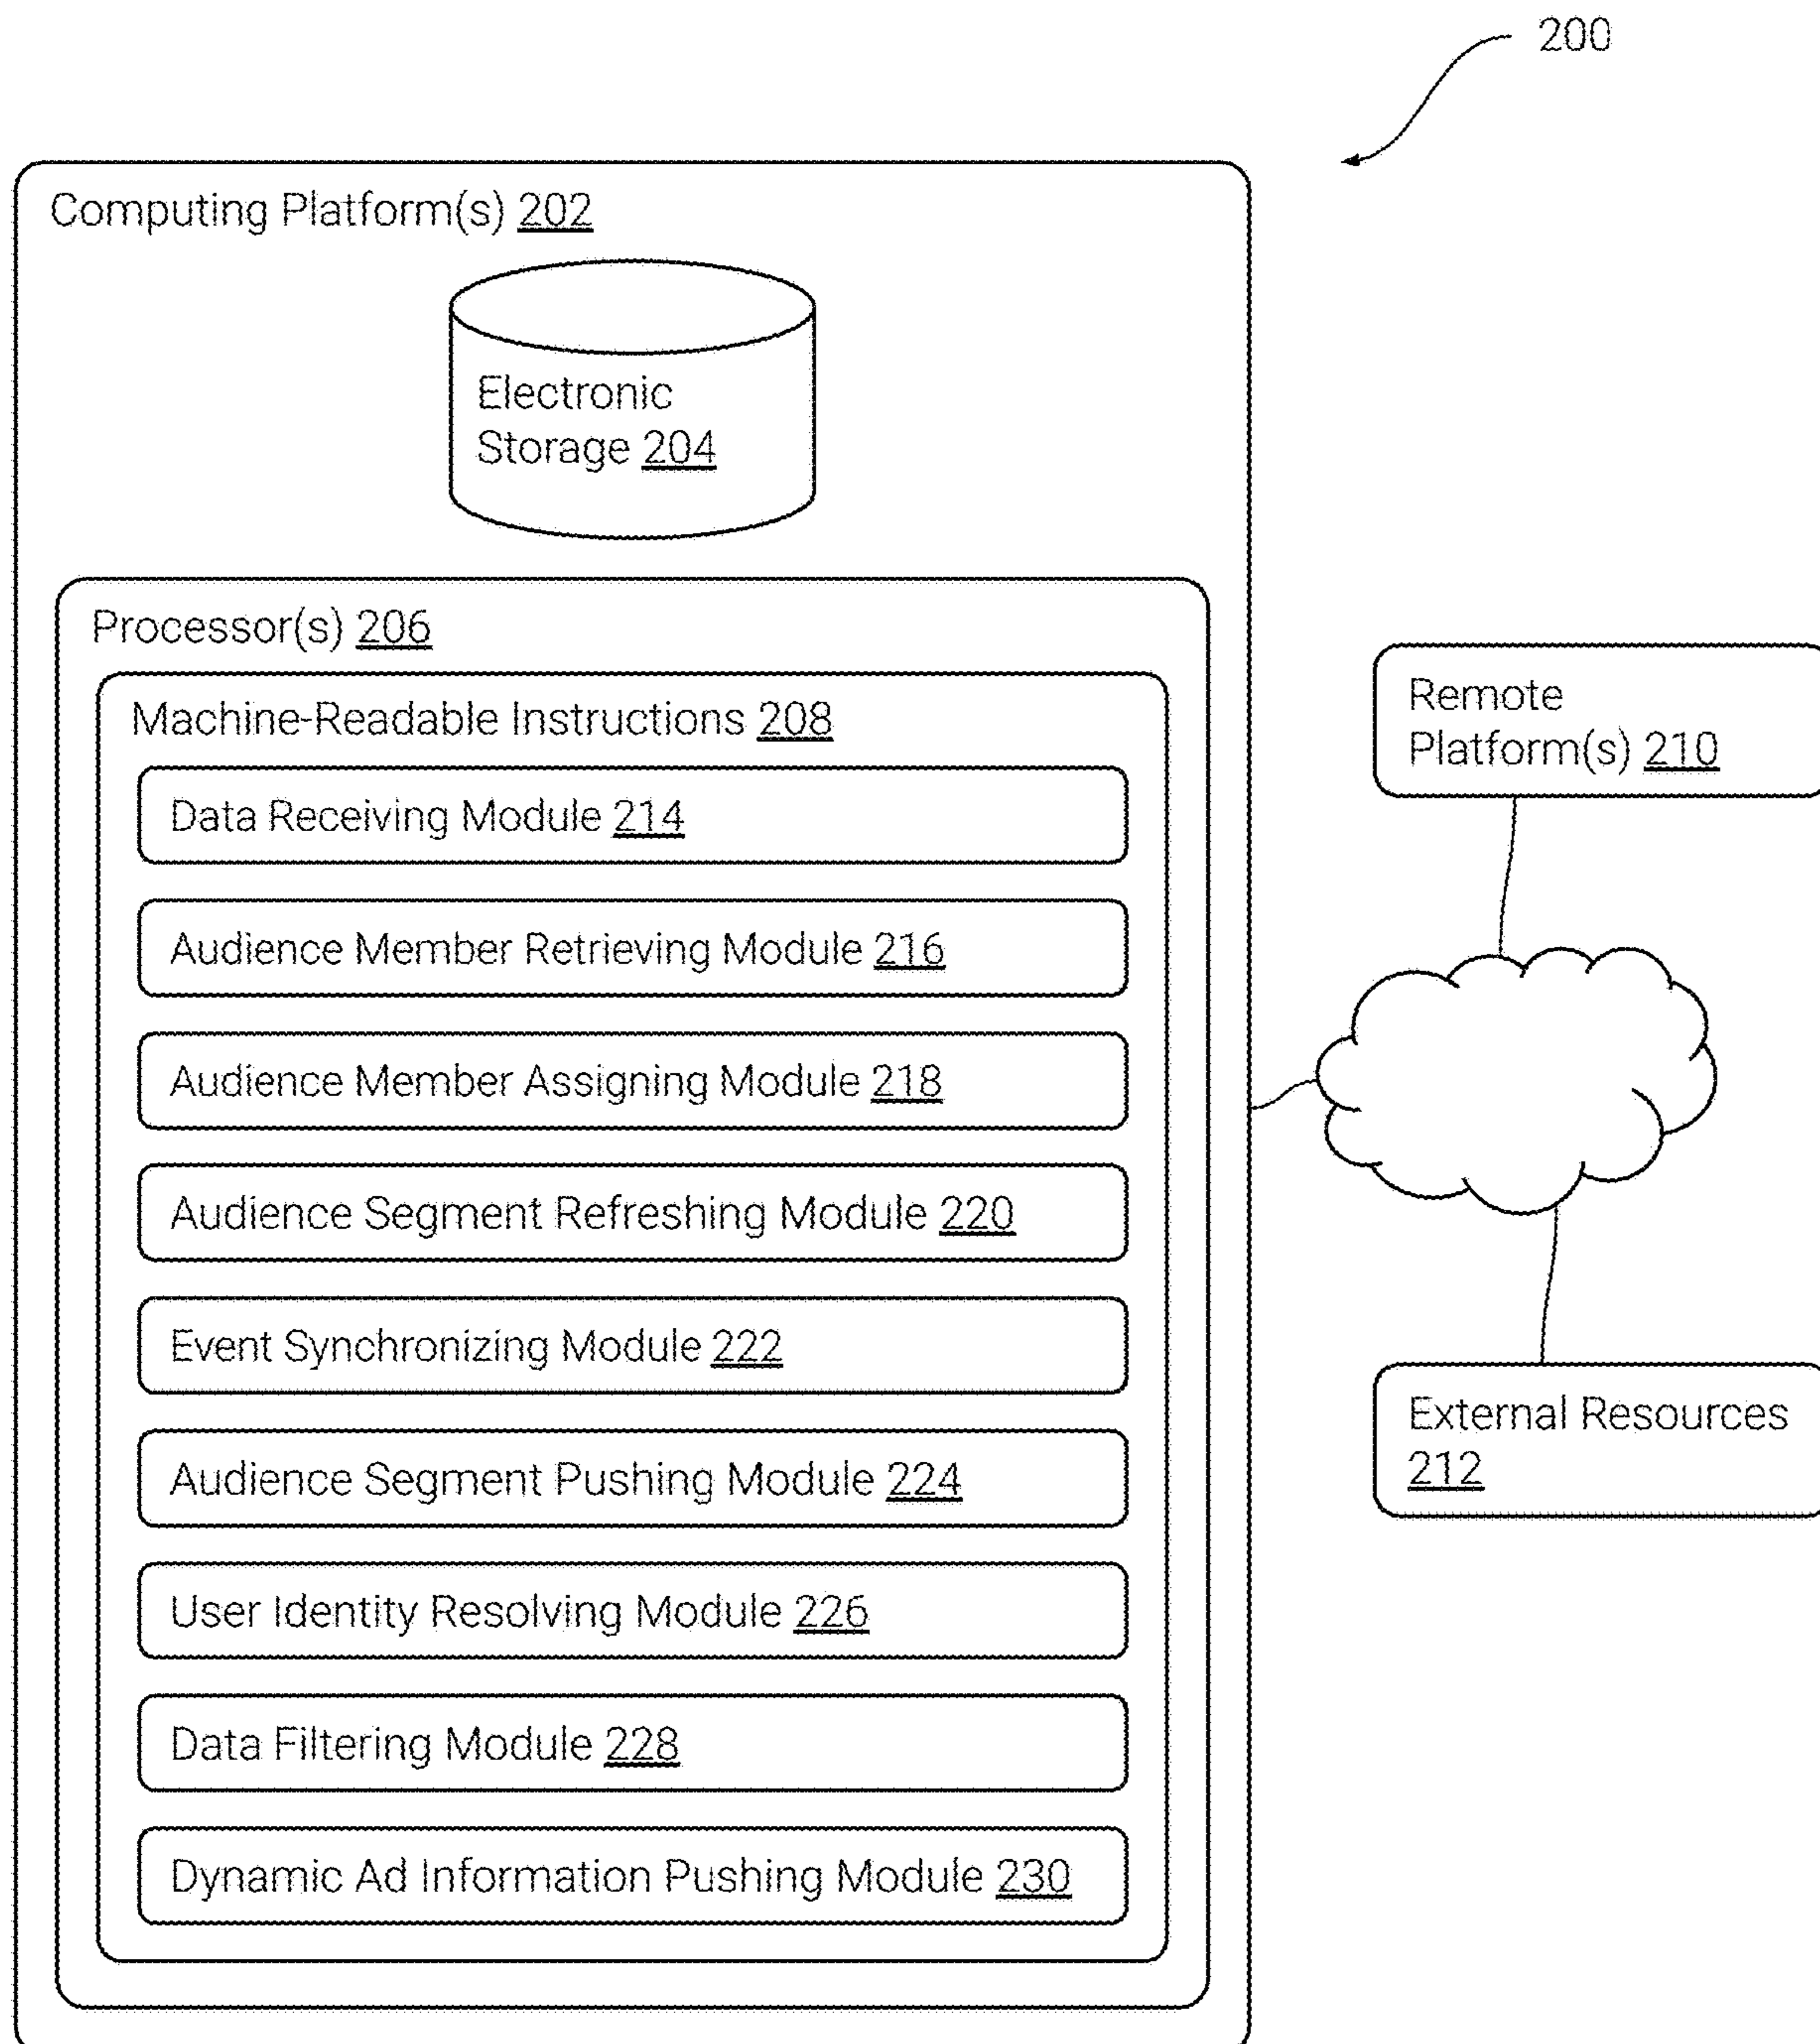 200
Computing Platform(s) 202
Electronic
Storage 204
Processor(s) 206
Machine-Readable Instructions 208
Data Receiving Module 214
Audience Member Retrieving Module 216
Audience Member Assigning Module 218
Audience Segment Refreshing Module 220
Event Synchronizing Module 222
Audience Segment Pushing Module 224
User Identity Resolving Module 226
Data Filtering Module 228
Dynamic Ad Information Pushing Module 230
Remote
Platform(s) 210
External Resources
212